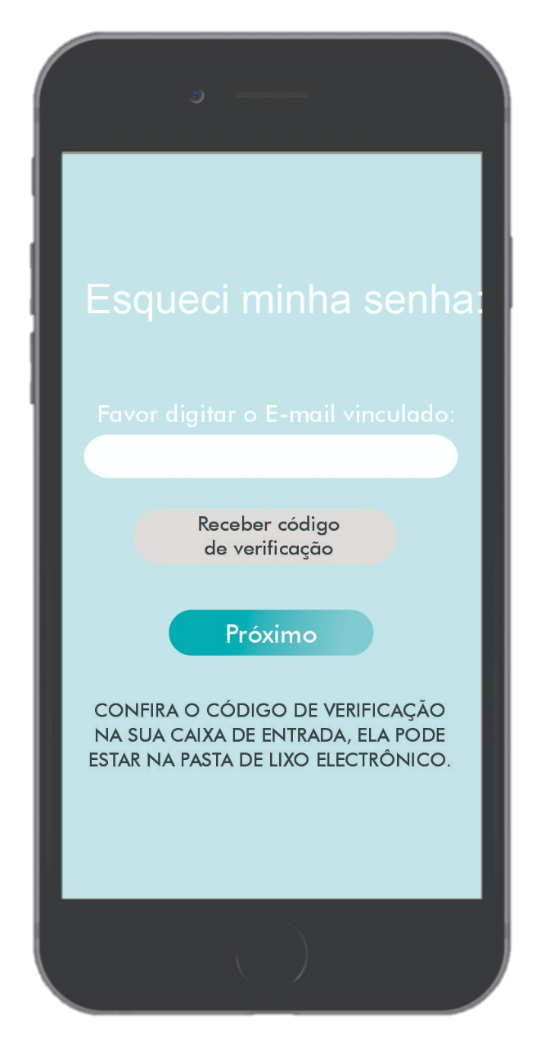 Esqueci minha senha:
Favor digitar o E-mail vinculado:
Receber código
de verificação
Próximo
CONFIRA O CÓDIGO DE VERIFICAÇÃO
NA SUA CAIXA DE ENTRADA, ELA PODE
ESTAR NA PASTA DE LIXO ELECTRÔNICO.